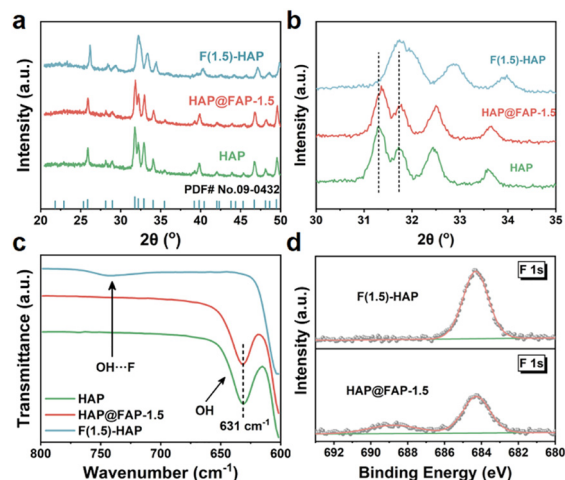 a
Intensity (a.u.)
F(1.5)-HAP
HAP@FAP-1.5
HAP
PDF# No.09-0432
20 25 30 35 40 45 50
2θ (°)
b
Intensity (a.u.)
F(1.5)-HAP
HAP@FAP-1.5
HAP
30 31 32 33 34 35
2θ (°)
c
Transmittance (a.u.)
OH···F
OH
631 cm⁻¹
HAP
HAP@FAP-1.5
F(1.5)-HAP
800 750 700 650 600
Wavenumber (cm⁻¹)
d
Intensity (a.u.)
F 1s
F(1.5)-HAP
F 1s
HAP@FAP-1.5
692 690 688 686 684 682 680
Binding Energy (eV)